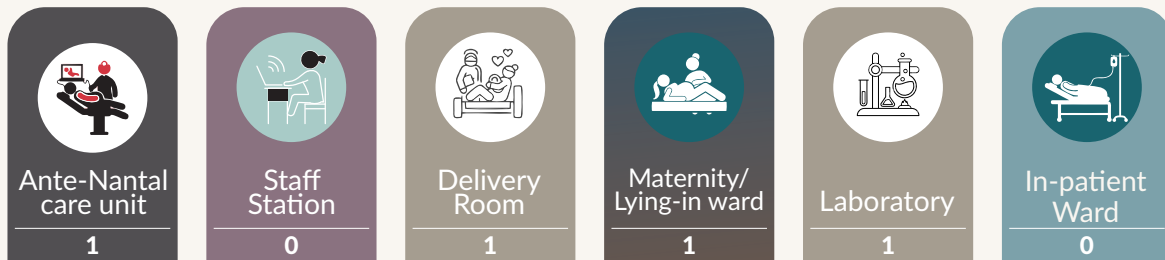 Ante-Nantal
care unit
1
Staff
Station
0
Delivery
Room
1
Maternity/
Lying-in ward
1
Laboratory
1
In-patient
Ward
0